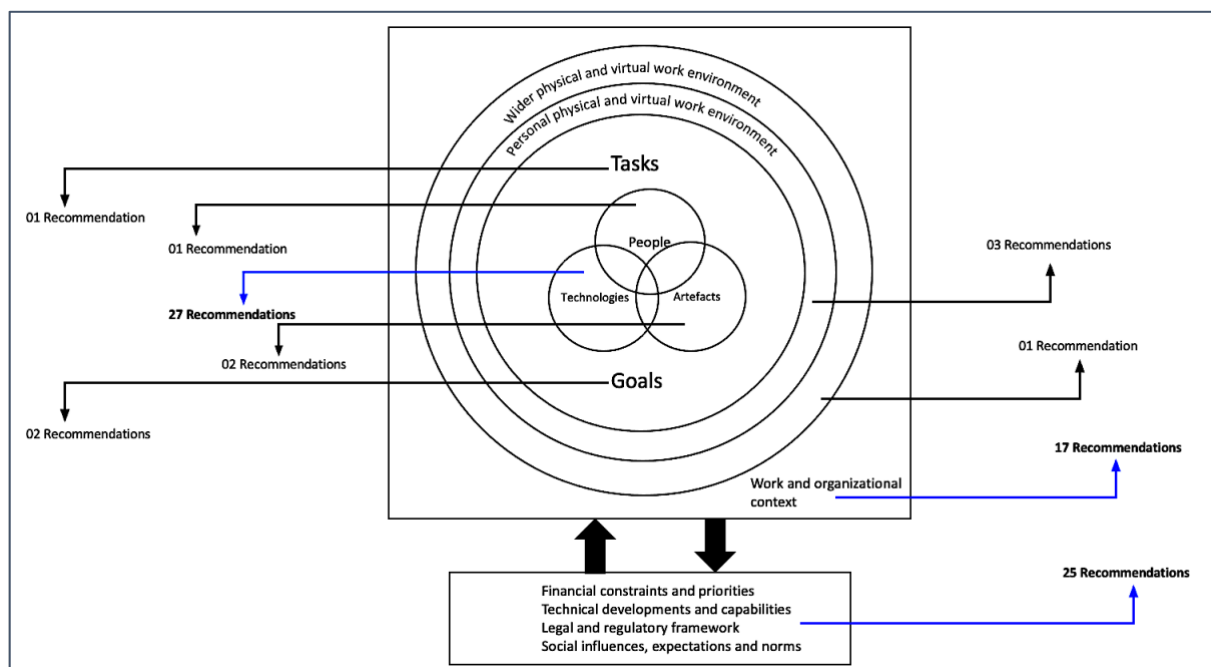 Wider physical and virtual work environment
Personal physical and virtual work environment
Tasks
01 Recommendation
01 Recommendation
People
03 Recommendations
Technologies
Artefacts
27 Recommendations
01 Recommendation
02 Recommendations
Goals
02 Recommendations
17 Recommendations
Work and organizational
context
25 Recommendations
Financial constraints and priorities
Technical developments and capabilities
Legal and regulatory framework
Social influences, expectations and norms